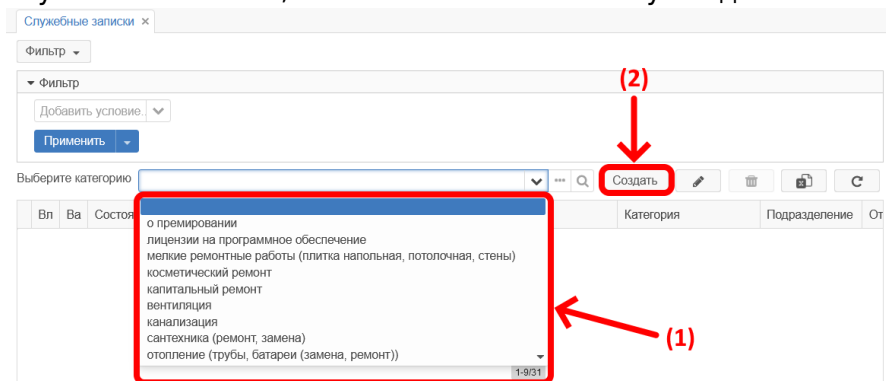 Служебные записки ×
Фильтр
Фильтр
(2)
Добавить условие.
Применить
Выберите категорию
Создать
Вл Ва Категория Подразделение
о премировании
лицензии на программное обеспечение
мелкие ремонтные работы (плитка напольная, потолочная, стены)
косметический ремонт
капитальный ремонт
вентиляция
канализация
сантехника (ремонт, замена)
отопление (трубы, батареи (замена, ремонт))
(1)
1-9/31